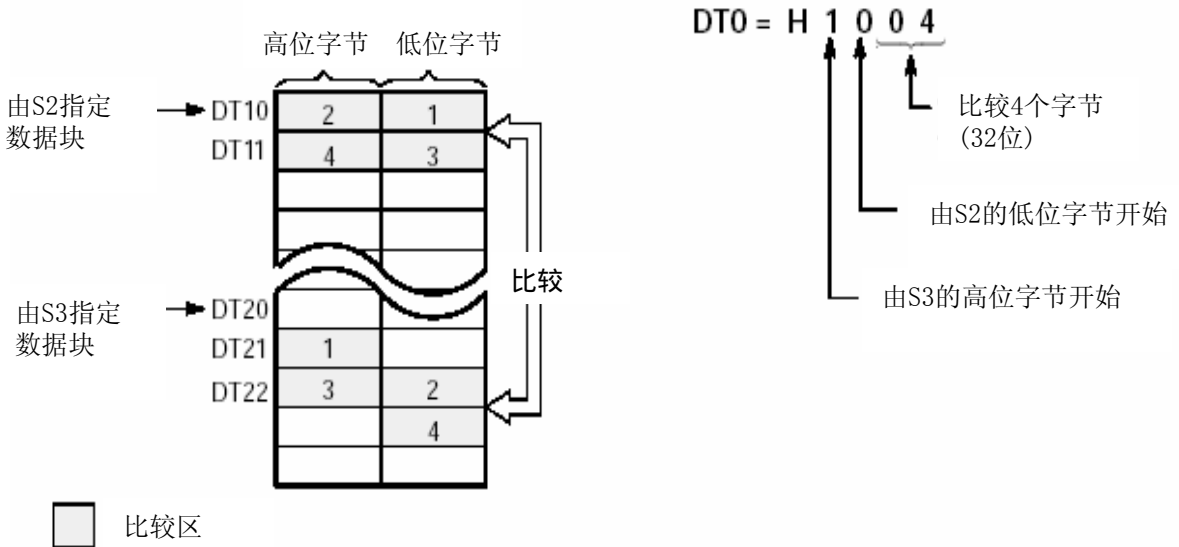 高位字节 低位字节
由S2指定
数据块
DT10 2 1
DT11 4 3
比较
由S3指定
数据块
DT20
DT21 1
DT22 3 2
4
比较区
DT0 = H 1 0 0 4
比较4个字节
(32位)
由S2的低位字节开始
由S3的高位字节开始